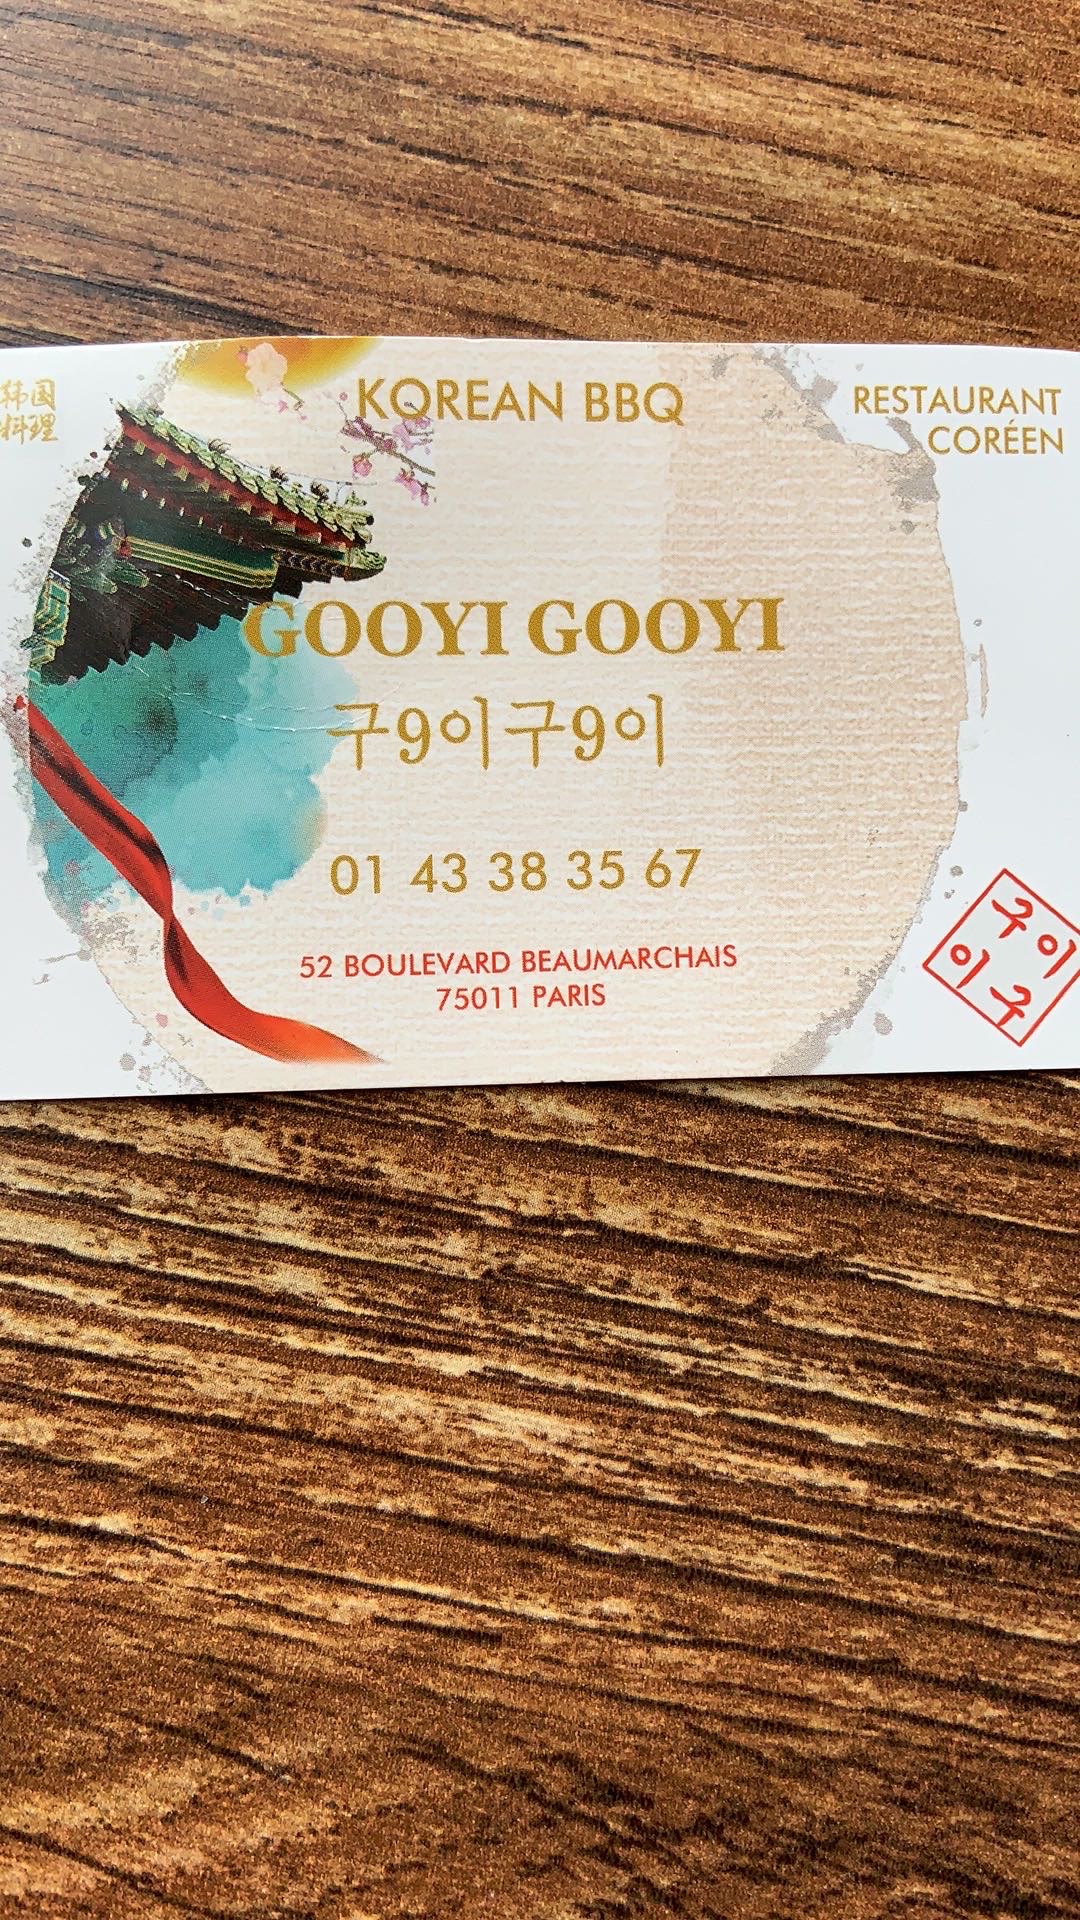 韩国
料理
KOREAN BBQ
RESTAURANT
CORÉEN
GOOYI GOOYI
구9이구9이
01 43 38 35 67
52 BOULEVARD BEAUMARCHAIS
75011 PARIS
구이
이구